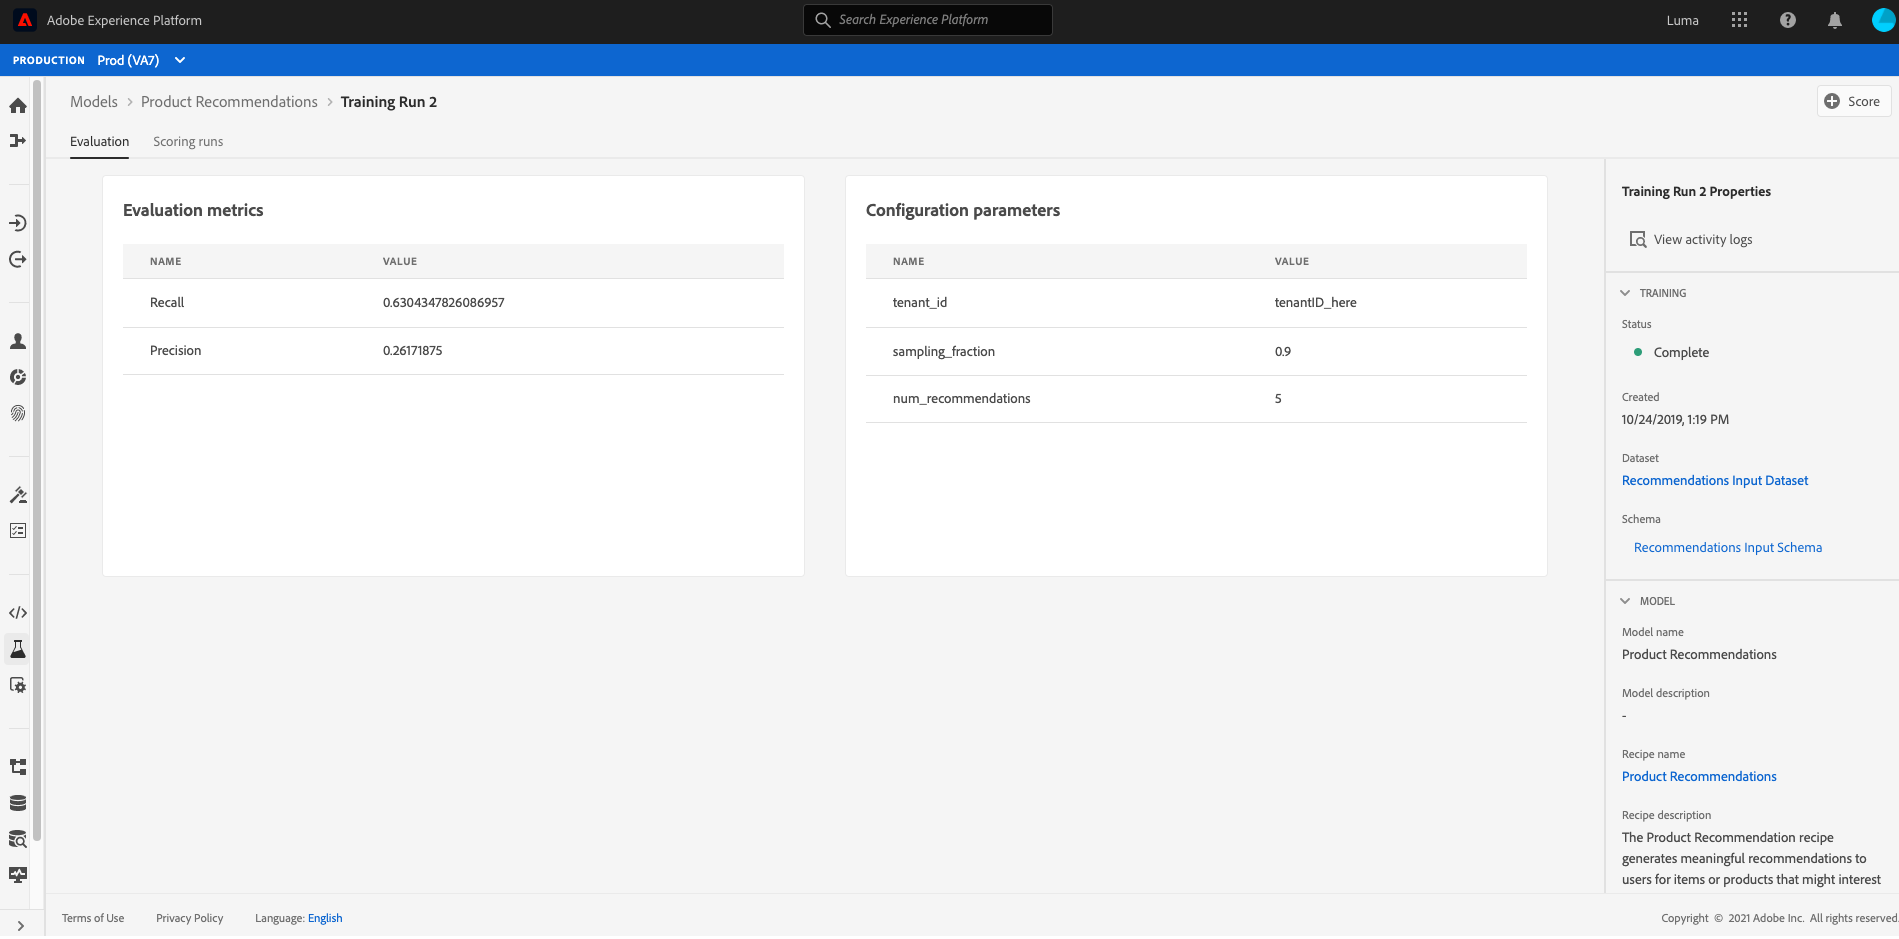 Adobe Experience Platform
Search Experience Platform
Luma
PRODUCTION Prod (VA7)
Models > Product Recommendations > Training Run 2
Score
Evaluation Scoring runs
Evaluation metrics
NAME VALUE
Recall 0.6304347826086957
Precision 0.26171875
Configuration parameters
NAME VALUE
tenant_id tenantID_here
sampling_fraction 0.9
num_recommendations 5
Training Run 2 Properties
View activity logs
TRAINING
Status
Complete
Created
10/24/2019, 1:19 PM
Dataset
Recommendations Input Dataset
Schema
Recommendations Input Schema
MODEL
Model name
Product Recommendations
Model description
-
Recipe name
Product Recommendations
Recipe description
The Product Recommendation recipe
generates meaningful recommendations to
users for items or products that might interest
Terms of Use Privacy Policy Language: English
Copyright © 2021 Adobe Inc. All rights reserved.